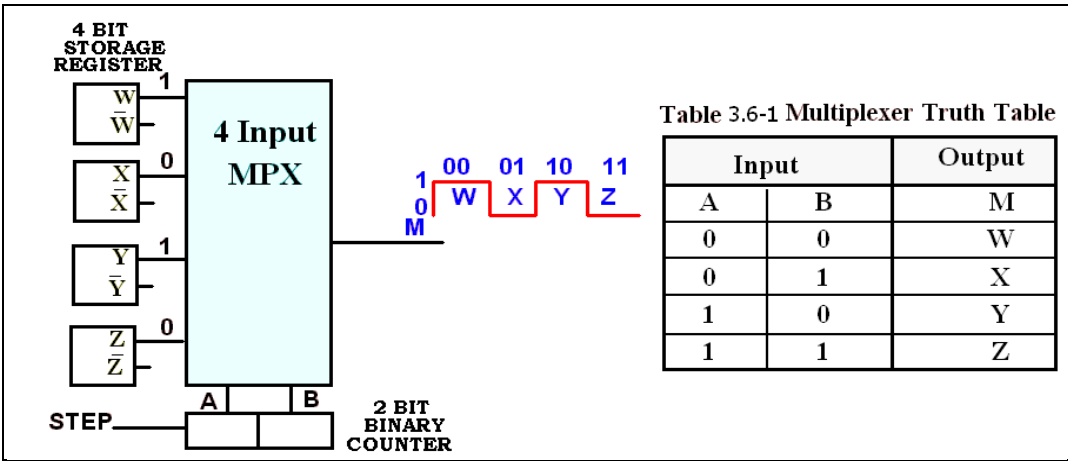 4 BIT
STORAGE
REGISTER
1
W
W̅
0
X
X̅
1
Y
Y̅
0
Z
Z̅
4 Input
MPX
A B
STEP
2 BIT
BINARY
COUNTER
00 01 10 11
1
W X Y Z
0
M
Table 3.6-1 Multiplexer Truth Table
Input Output
A B M
0 0 W
0 1 X
1 0 Y
1 1 Z